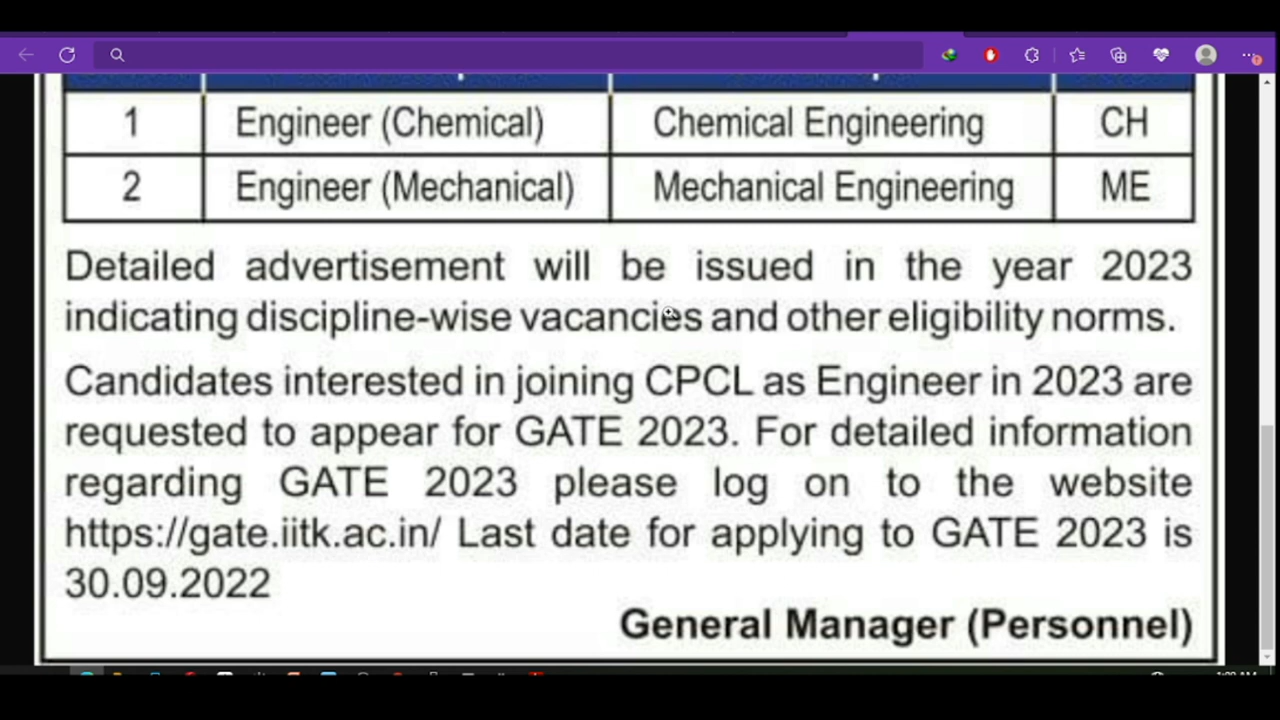 1 Engineer (Chemical) Chemical Engineering CH
2 Engineer (Mechanical) Mechanical Engineering ME
Detailed advertisement will be issued in the year 2023
indicating discipline-wise vacancies and other eligibility norms.
Candidates interested in joining CPCL as Engineer in 2023 are
requested to appear for GATE 2023. For detailed information
regarding GATE 2023 please log on to the website
https://gate.iitk.ac.in/ Last date for applying to GATE 2023 is
30.09.2022
General Manager (Personnel)